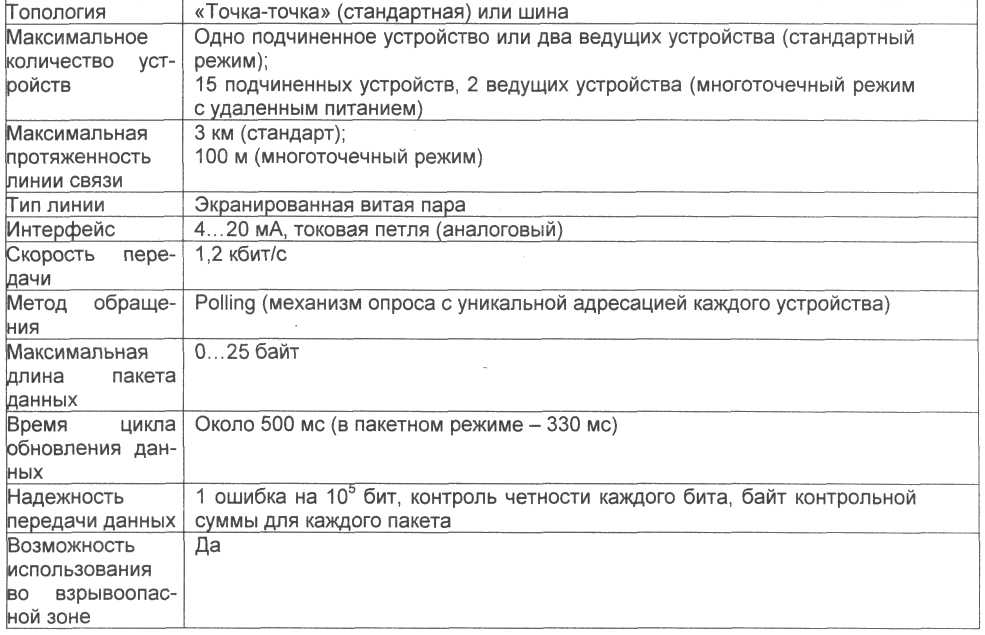 Топология «Точка-точка» (стандартная) или шина
Максимальное количество уст-
ройств
Одно подчиненное устройство или два ведущих устройства (стандартный
режим);
15 подчиненных устройств, 2 ведущих устройства (многоточечный режим
с удаленным питанием)
Максимальная
протяженность
линии связи
3 км (стандарт);
100 м (многоточечный режим)
Тип линии Экранированная витая пара
Интерфейс 4...20 мА, токовая петля (аналоговый)
Скорость пере-
дачи
1,2 кбит/с
Метод обраще-
ния
Polling (механизм опроса с уникальной адресацией каждого устройства)
Максимальная
длина пакета
данных
0...25 байт
Время цикла
обновления дан-
ных
Около 500 мс (в пакетном режиме – 330 мс)
Надежность
передачи данных
1 ошибка на 10⁵ бит, контроль четности каждого бита, байт контрольной
суммы для каждого пакета
Возможность
использования
во взрывоопас-
ной зоне
Да